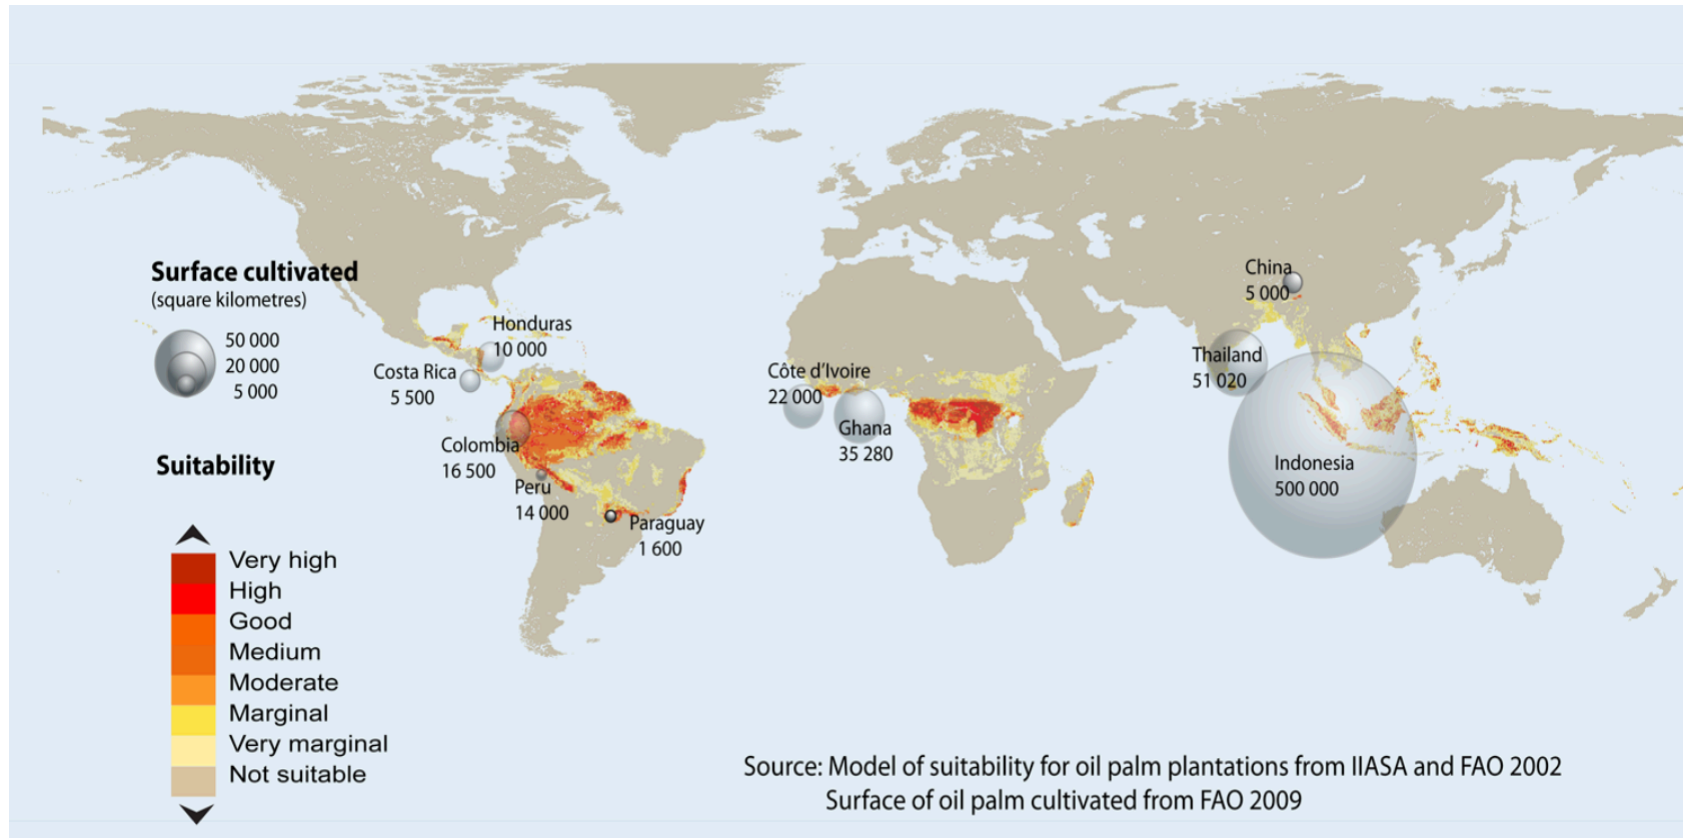 Surface cultivated
(square kilometres)
50 000
20 000
5 000
Suitability
Very high
High
Good
Medium
Moderate
Marginal
Very marginal
Not suitable
Honduras
10 000
Costa Rica
5 500
Colombia
16 500
Peru
14 000
Paraguay
1 600
Côte d'Ivoire
22 000
Ghana
35 280
China
5 000
Thailand
51 020
Indonesia
500 000
Source: Model of suitability for oil palm plantations from IIASA and FAO 2002
Surface of oil palm cultivated from FAO 2009